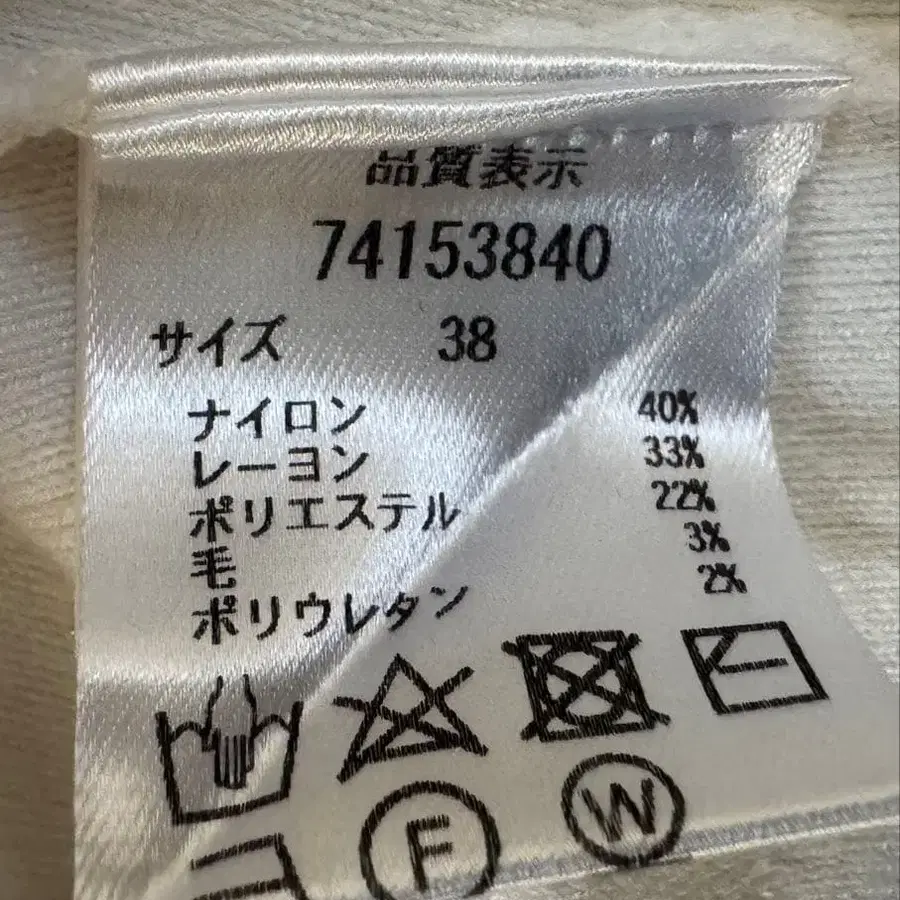 品質表示
74153840
サイズ 38
ナイロン 40%
レーヨン 33%
ポリエステル 22%
毛 3%
ポリウレタン 2%
F W